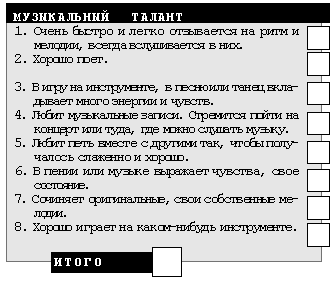 МУЗЫКАЛЬНЫЙ ТАЛАНТ
1. Очень быстро и легко отзывается на ритм и
мелодии, всегда вслушивается в них.
2. Хорошо поет.
3. В игру на инструменте, в песню или танец вкла-
дывает много энергии и чувств.
4. Любит музыкальные записи. Стремится пойти на
концерт или туда, где можно слушать музыку.
5. Любит петь вместе с другими так, чтобы полу-
чалось слаженно и хорошо.
6. В пении или музыке выражает чувства, свое
состояние.
7. Сочиняет оригинальные, свои собственные ме-
лодии.
8. Хорошо играет на каком-нибудь инструменте.
ИТОГО